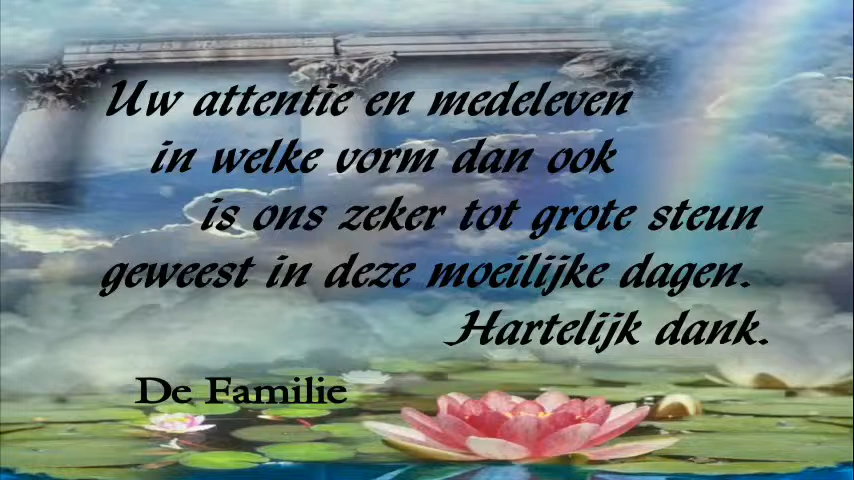 Uw attentie en medeleven
in welke vorm dan ook
is ons zeker tot grote steun
geweest in deze moeilijke dagen.
Hartelijk dank.
De Familie